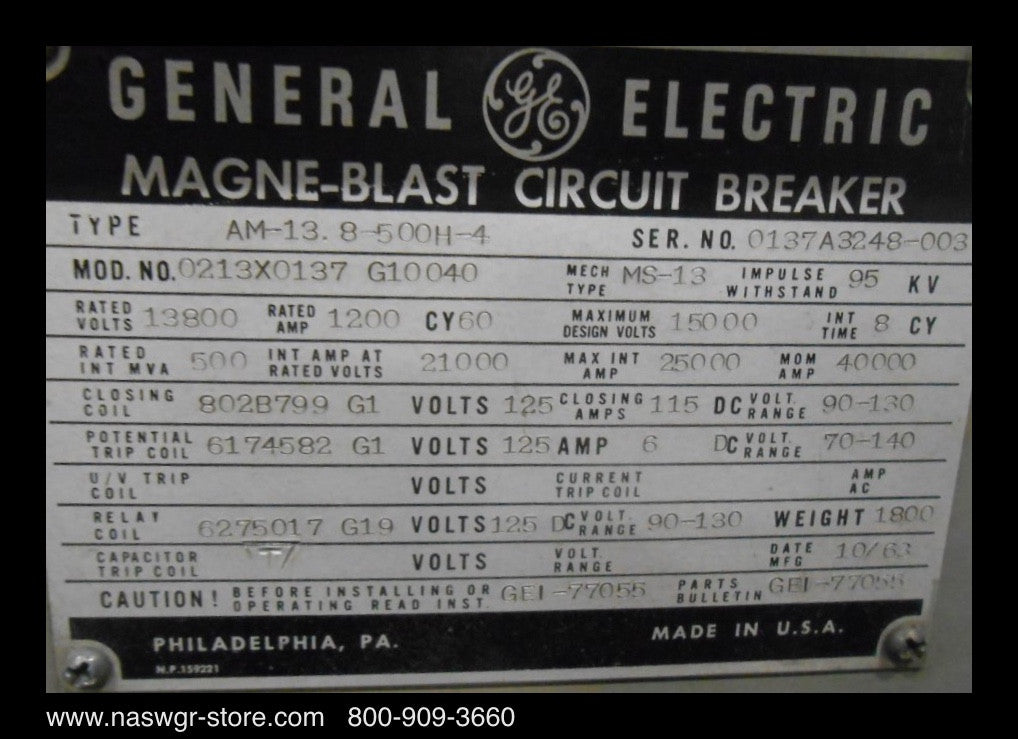 GENERAL GE ELECTRIC
MAGNE-BLAST CIRCUIT BREAKER
TYPE AM-13.8-500H-4 SER. NO. 0137A3248-003
MOD. NO. 0213X0137 G10040 MECH TYPE MS-13 IMPULSE WITHSTAND 95 KV
RATED VOLTS 13800 RATED AMP 1200 CY 60 MAXIMUM DESIGN VOLTS 15000 INT TIME 8 CY
RATED INT MVA 500 INT AMP AT RATED VOLTS 21000 MAX INT AMP 25000 MOM AMP 40000
CLOSING COIL 802B799 G1 VOLTS 125 CLOSING AMPS 115 DC VOLT. RANGE 90-130
POTENTIAL TRIP COIL 6174582 G1 VOLTS 125 AMP 6 DC VOLT. RANGE 70-140
U/V TRIP COIL VOLTS CURRENT TRIP COIL AMP AC
RELAY COIL 6275017 G19 VOLTS 125 DC VOLT. RANGE 90-130 WEIGHT 1800
CAPACITOR TRIP COIL VOLTS VOLT. RANGE DATE MFG 10/63
CAUTION! BEFORE INSTALLING OR OPERATING READ INST. GEI-77055 PARTS BULLETIN GEI-77055
PHILADELPHIA, PA. MADE IN U.S.A.
N.P.159221
www.naswgr-store.com 800-909-3660